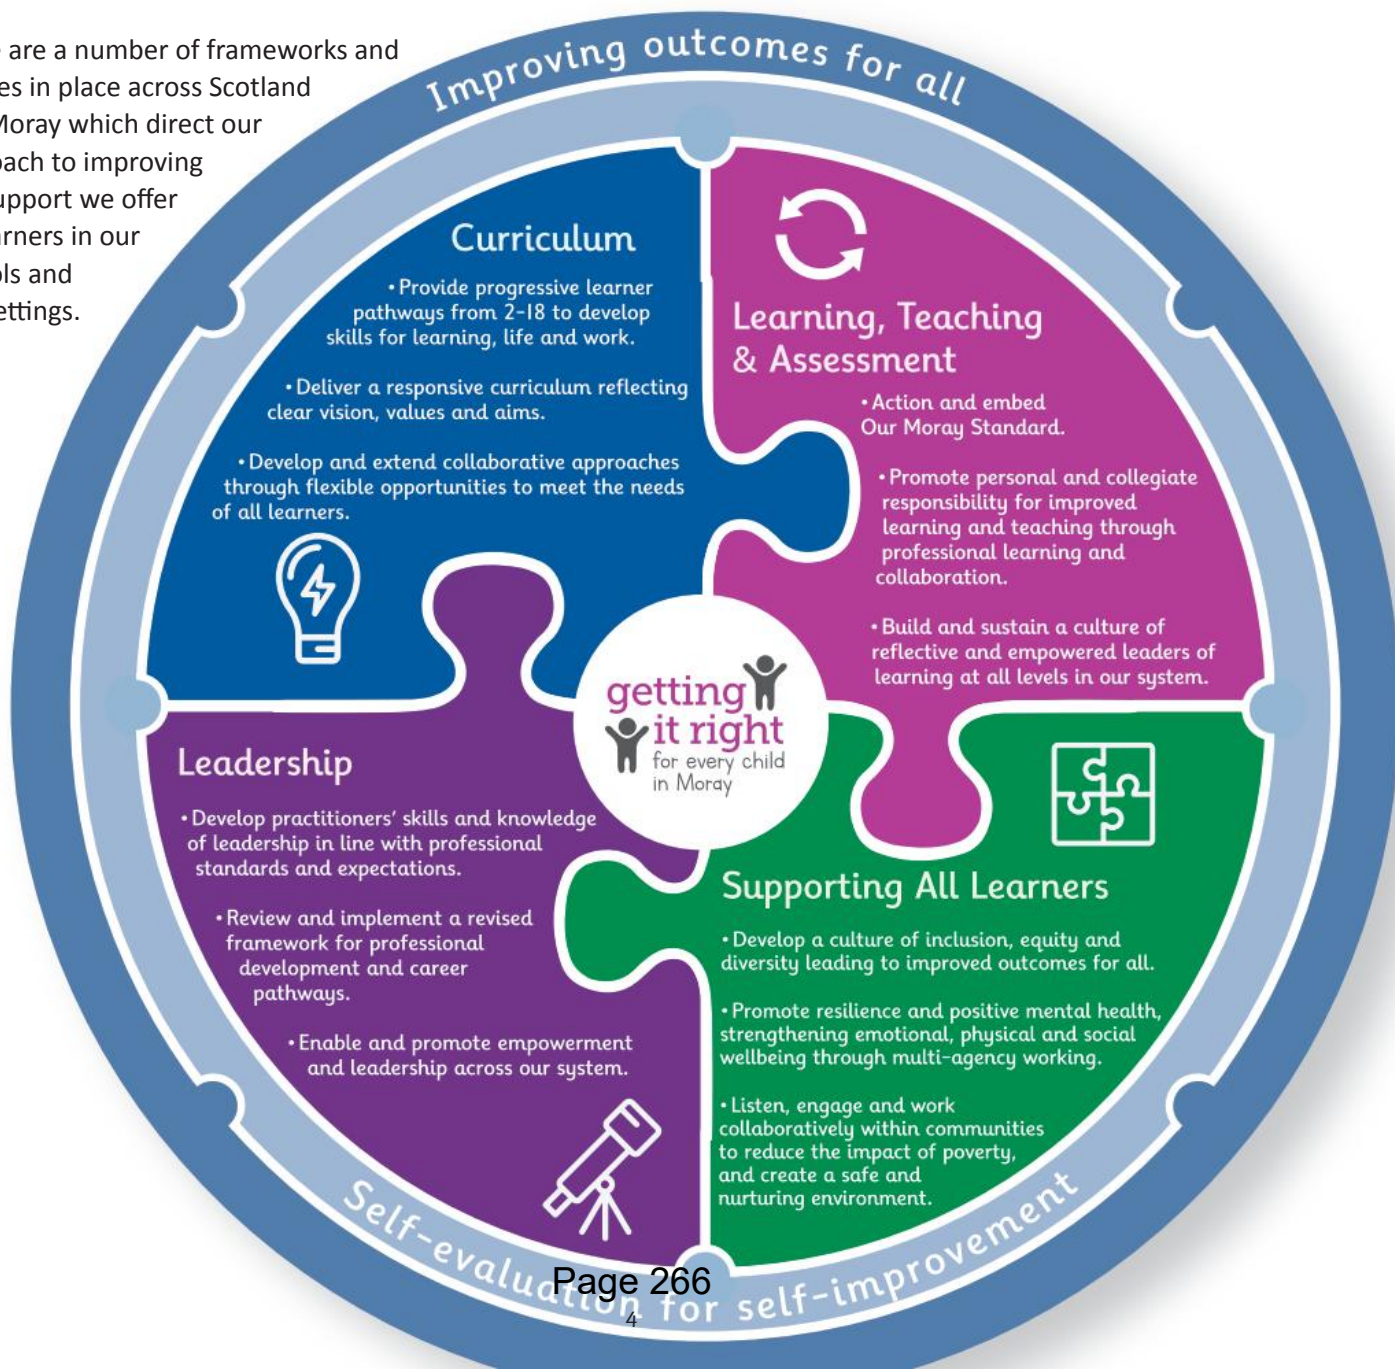 are a number of frameworks and
es in place across Scotland
Moray which direct our
oach to improving
upport we offer
arners in our
ols and
ettings.
Improving outcomes for all
Curriculum
• Provide progressive learner
pathways from 2-18 to develop
skills for learning, life and work.
• Deliver a responsive curriculum reflecting
clear vision, values and aims.
• Develop and extend collaborative approaches
through flexible opportunities to meet the needs
of all learners.
Learning, Teaching
& Assessment
• Action and embed
Our Moray Standard.
• Promote personal and collegiate
responsibility for improved
learning and teaching through
professional learning and
collaboration.
• Build and sustain a culture of
reflective and empowered leaders of
learning at all levels in our system.
getting
it right
for every child
in Moray
Leadership
• Develop practitioners' skills and knowledge
of leadership in line with professional
standards and expectations.
• Review and implement a revised
framework for professional
development and career
pathways.
• Enable and promote empowerment
and leadership across our system.
Supporting All Learners
• Develop a culture of inclusion, equity and
diversity leading to improved outcomes for all.
• Promote resilience and positive mental health,
strengthening emotional, physical and social
wellbeing through multi-agency working.
• Listen, engage and work
collaboratively within communities
to reduce the impact of poverty,
and create a safe and
nurturing environment.
Self-evaluation for self-improvement
Page 266
4